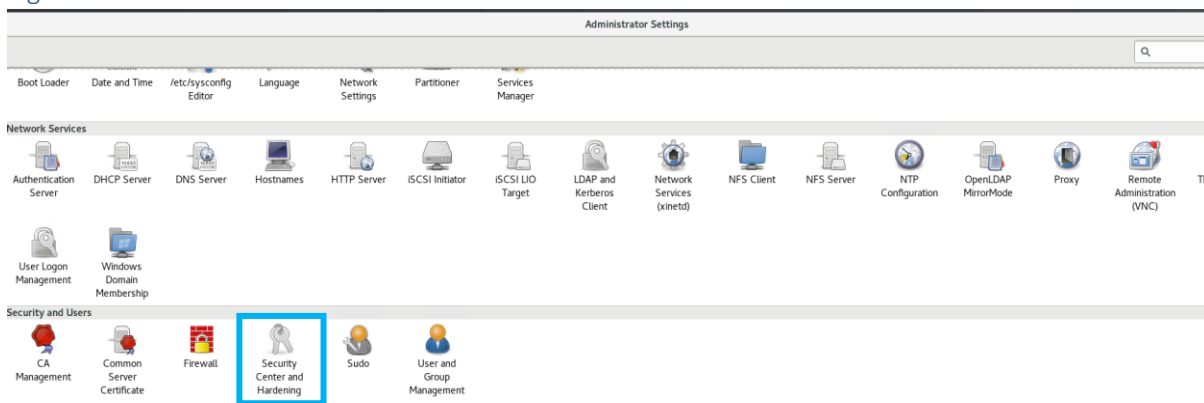 Administrator Settings
Boot Loader Date and Time /etc/sysconfig Language Network Partitioner Services
Editor Settings Manager
Network Services
Authentication DHCP Server DNS Server Hostnames HTTP Server iSCSI Initiator iSCSI LIO LDAP and Network NFS Client NFS Server NTP OpenLDAP Proxy Remote
Server Target Kerberos Services Configuration MirrorMode Administration
Client (xinetd) (VNC)
User Logon Windows
Management Domain
Membership
Security and Users
CA Common Firewall Security Sudo User and
Management Server Center and Group
Certificate Hardening Management